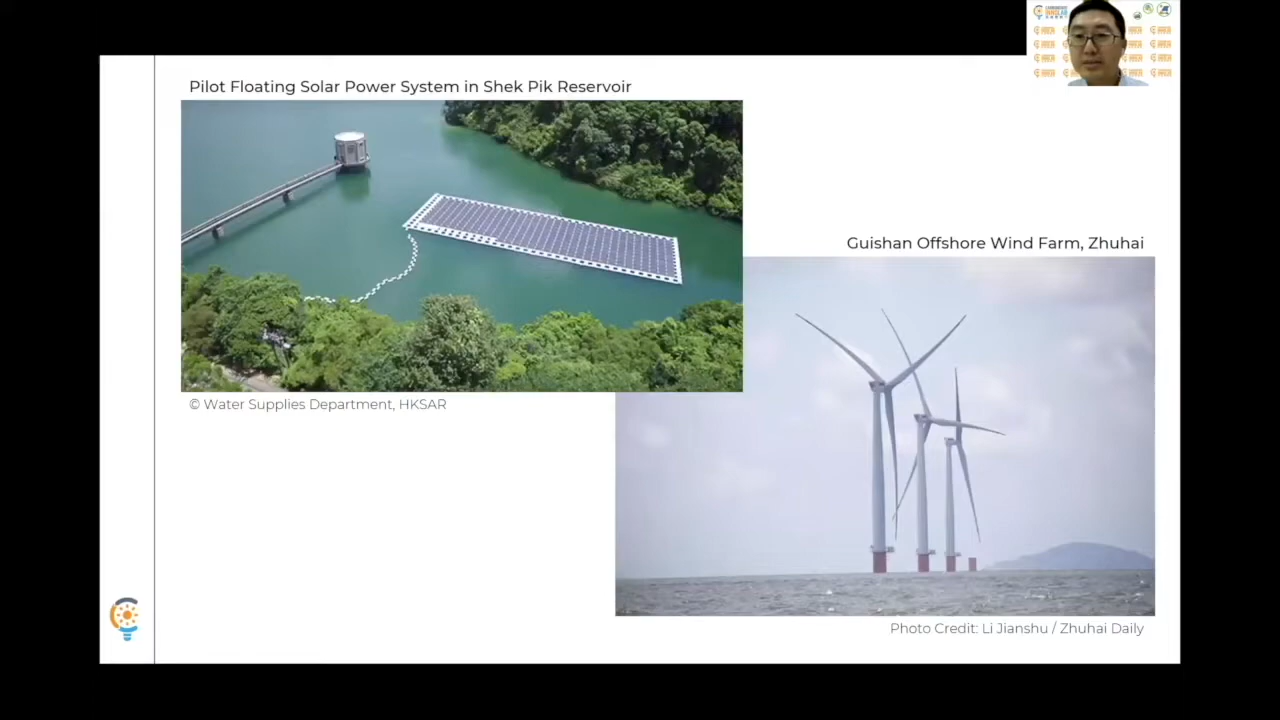 Pilot Floating Solar Power System in Shek Pik Reservoir
© Water Supplies Department, HKSAR
Guishan Offshore Wind Farm, Zhuhai
Photo Credit: Li Jianshu / Zhuhai Daily